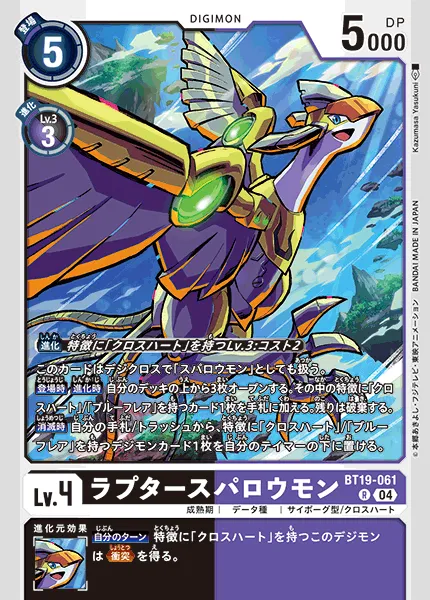 DIGIMON
登場
5
DP
5000
進化
Lv.3
3
Kazumasa Yasukuni
進化 特徴に「クロスハート」を持つLv.3:コスト2
このカードはデジクロスで「スパロウモン」としても扱う。
登場時 進化時 自分のデッキの上から3枚オープンする。その中の特徴に「クロ
スハート」/「ブルーフレア」を持つカード1枚を手札に加える。残りは破棄する。
消滅時 自分の手札/トラッシュから、特徴に「クロスハート」/「ブルー
フレア」を持つデジモンカード1枚を自分のテイマーの下に置ける。
©本郷あきよし・フジテレビ・東映アニメーション BANDAI MADE IN JAPAN
Lv.4
ラプタースパロウモン
BT19-061
R 04
成熟期 | データ種 | サイボーグ型/クロスハート
進化元効果
自分のターン 特徴に「クロスハート」を持つこのデジモン
は 衝突 を得る。